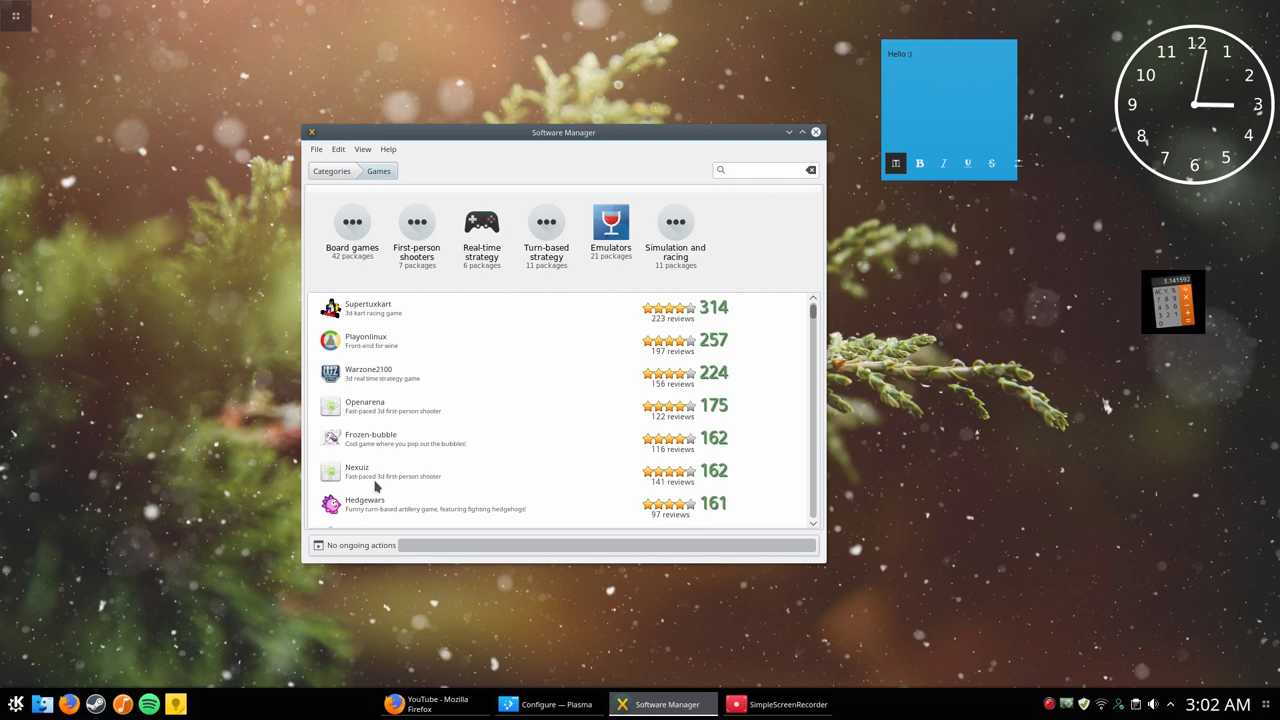 Hello :)
12
11 1
10 2
9 3
8 4
7 5
6
Software Manager
File Edit View Help
Categories Games
Board games
42 packages
First-person
shooters
7 packages
Real-time
strategy
6 packages
Turn-based
strategy
11 packages
Emulators
21 packages
Simulation and
racing
11 packages
Supertuxkart
3d kart racing game
314
223 reviews
Playonlinux
Front-end for wine
257
197 reviews
Warzone2100
3d real time strategy game
224
156 reviews
Openarena
Fast-paced 3d first-person shooter
175
122 reviews
Frozen-bubble
Cool game where you pop out the bubbles!
162
116 reviews
Nexuiz
Fast-paced 3d first-person shooter
162
141 reviews
Hedgewars
Funny turn-based artillery game, featuring fighting hedgehogs!
161
97 reviews
No ongoing actions
B I U S
3.141592
YouTube - Mozilla
Firefox
Configure — Plasma
Software Manager
SimpleScreenRecorder
3:02 AM